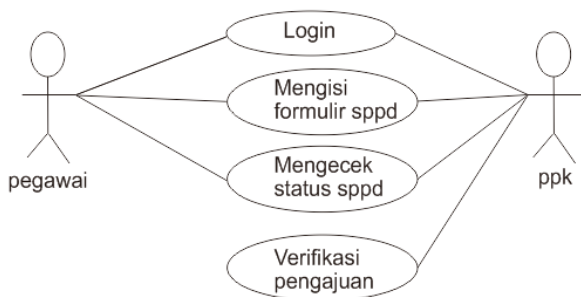 Login
Mengisi
formulir sppd
Mengecek
status sppd
pegawai
ppk
Verifikasi
pengajuan